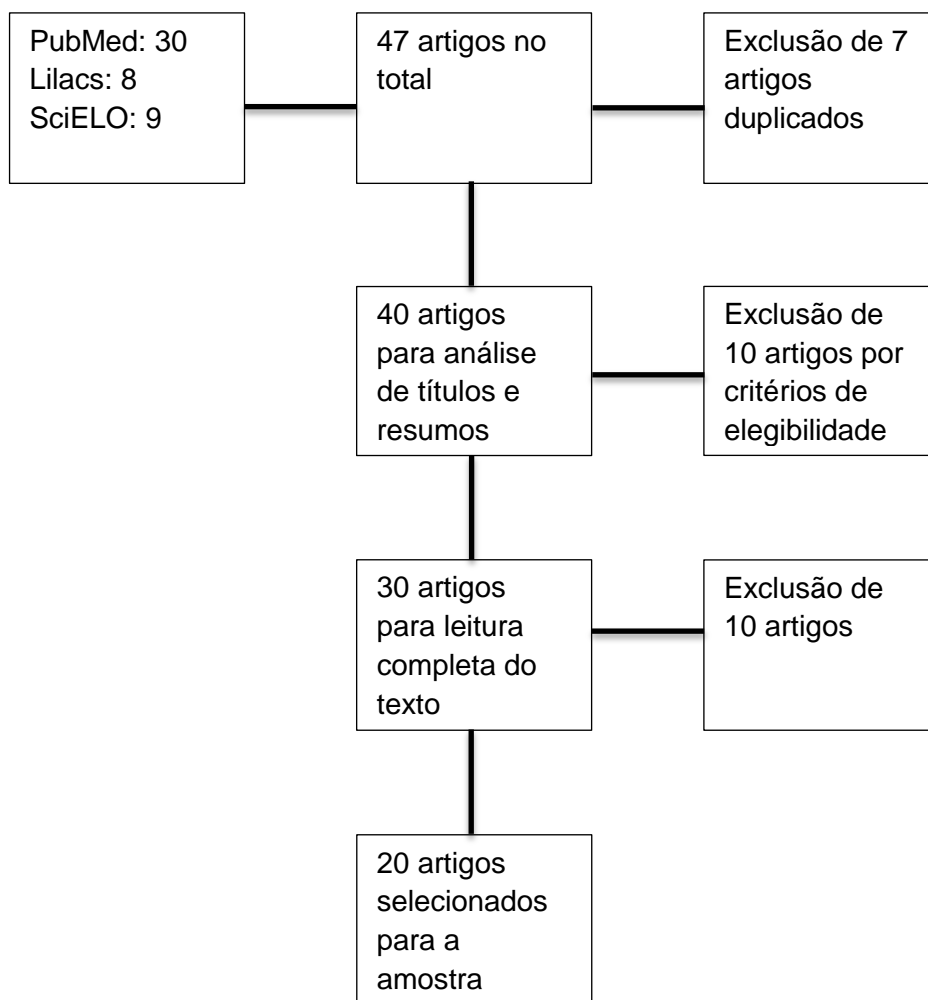 PubMed: 30
Lilacs: 8
SciELO: 9
47 artigos no
total
Exclusão de 7
artigos
duplicados
40 artigos
para análise
de títulos e
resumos
Exclusão de
10 artigos por
critérios de
elegibilidade
30 artigos
para leitura
completa do
texto
Exclusão de
10 artigos
20 artigos
selecionados
para a
amostra